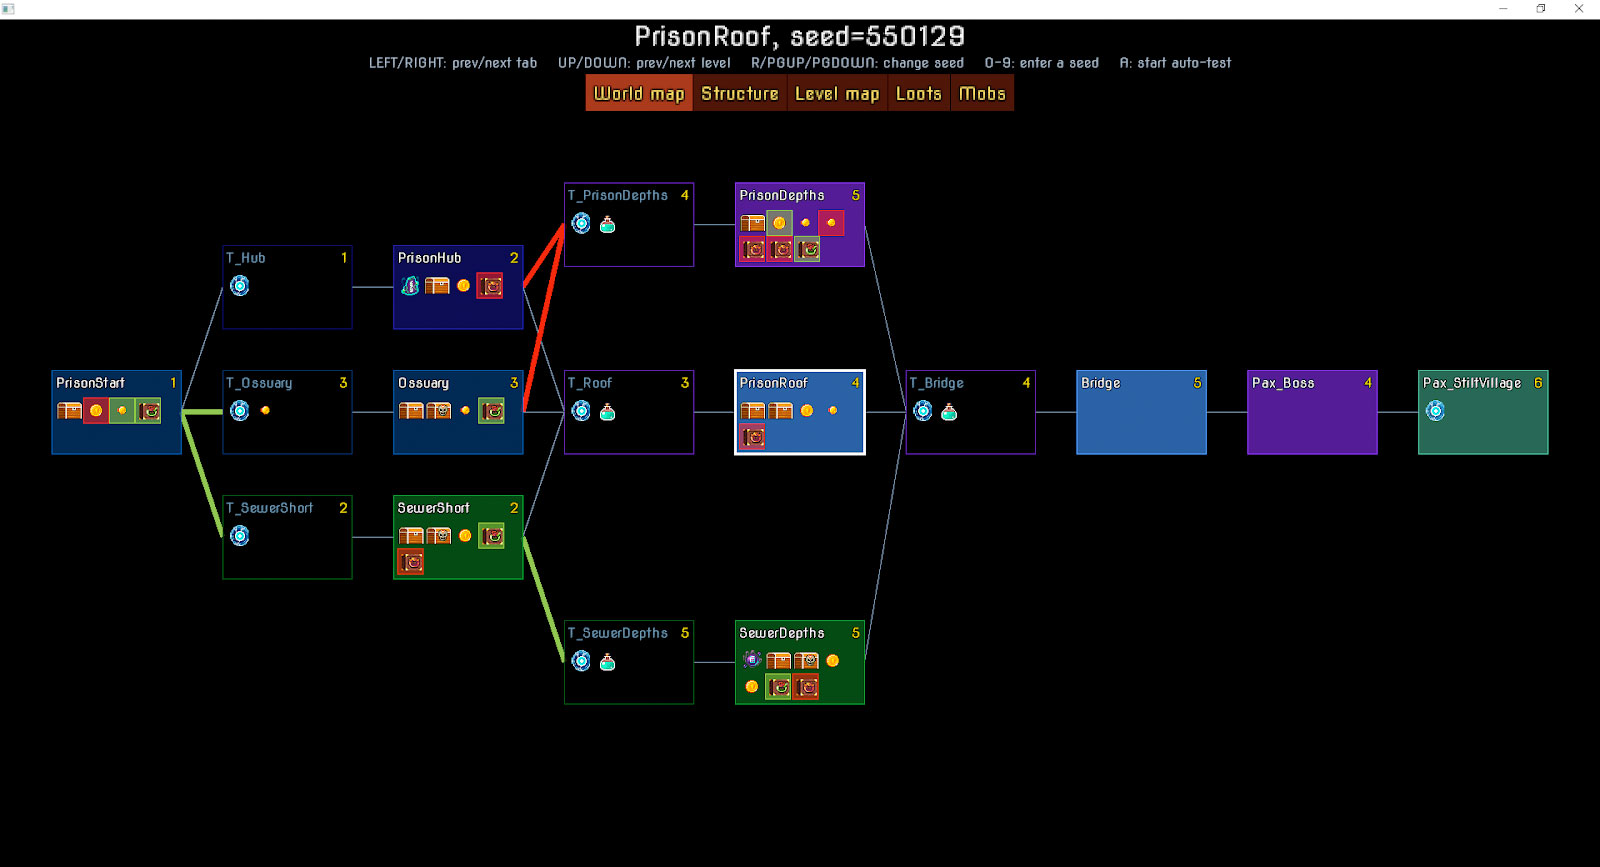 PrisonRoof, seed=550129
LEFT/RIGHT: prev/next tab UP/DOWN: prev/next level R/PGUP/PGDOWN: change seed 0-9: enter a seed A: start auto-test
World map Structure Level map Loots Mobs
T_PrisonDepths 4
PrisonDepths 5
T_Hub 1
PrisonHub 2
PrisonStart 1
T_Ossuary 3
Ossuary 3
T_Roof 3
PrisonRoof 4
T_Bridge 4
Bridge 5
Pax_Boss 4
Pax_StiltVillage 6
T_SewerShort 2
SewerShort 2
T_SewerDepths 5
SewerDepths 5